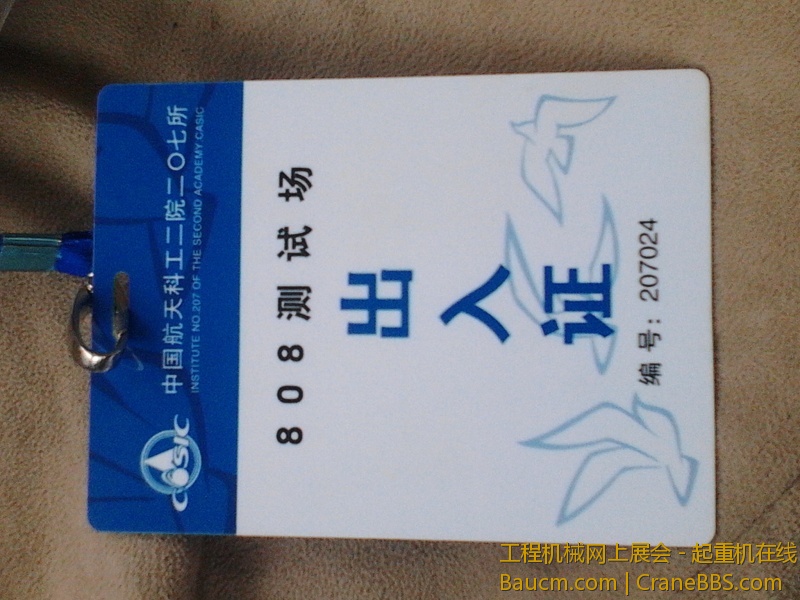 CASIC
中国航天科工二院二〇七所
INSTITUTE NO.207 OF THE SECOND ACADEMY.CASIC
808测试场
出入证
编号：207024
工程机械网上展会 - 起重机在线
Baucm.com | CraneBBS.com